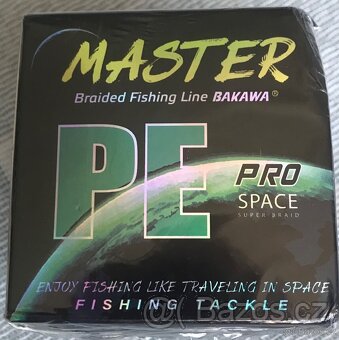 MASTER
Braided Fishing Line BAKAWA®
PE
PRO
SPACE
SUPER BRAID
ENJOY FISHING LIKE TRAVELING IN SPACE
FISHING TACKLE
Bazos.cz